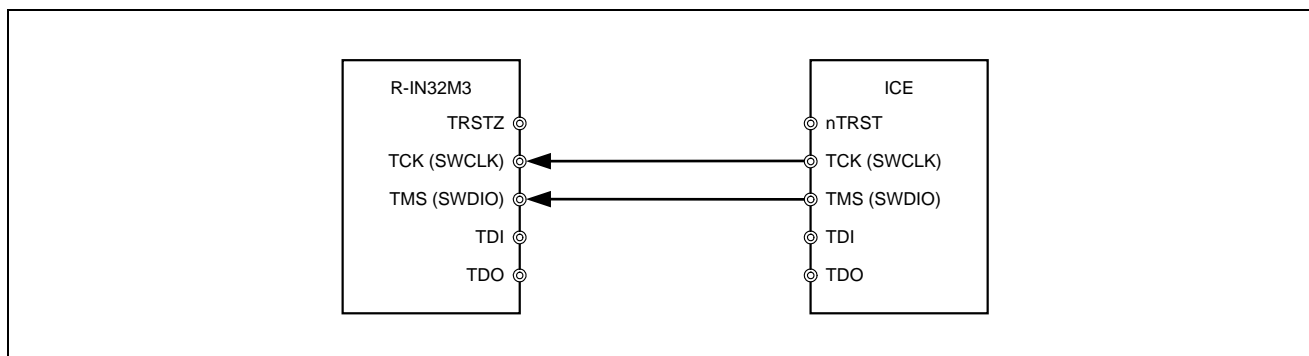 R-IN32M3
TRSTZ
TCK (SWCLK)
TMS (SWDIO)
TDI
TDO
ICE
nTRST
TCK (SWCLK)
TMS (SWDIO)
TDI
TDO